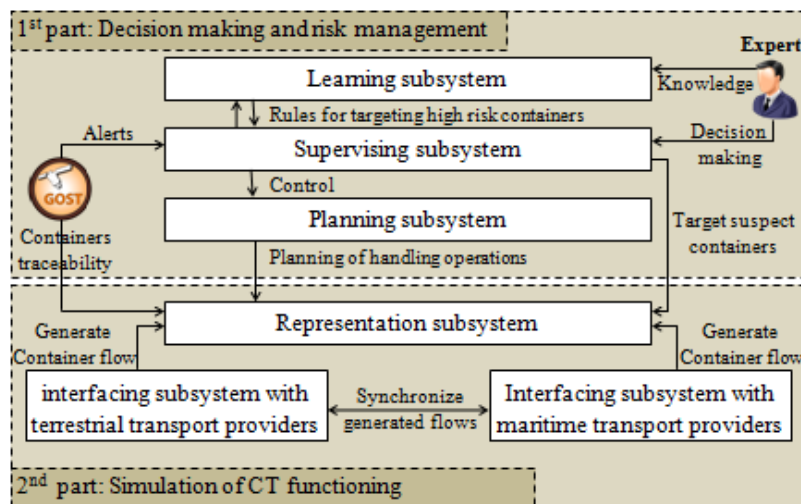 1st part: Decision making and risk management
Expert
Learning subsystem
Knowledge
Rules for targeting high risk containers
Alerts
Supervising subsystem
Decision
making
Control
GOST
Planning subsystem
Containers
traceability
Target suspect
containers
Planning of handling operations
Representation subsystem
Generate
Container flow
Generate
Container flow
interfacing subsystem with
terrestrial transport providers
Synchronize
generated flows
Interfacing subsystem with
maritime transport providers
2nd part: Simulation of CT functioning